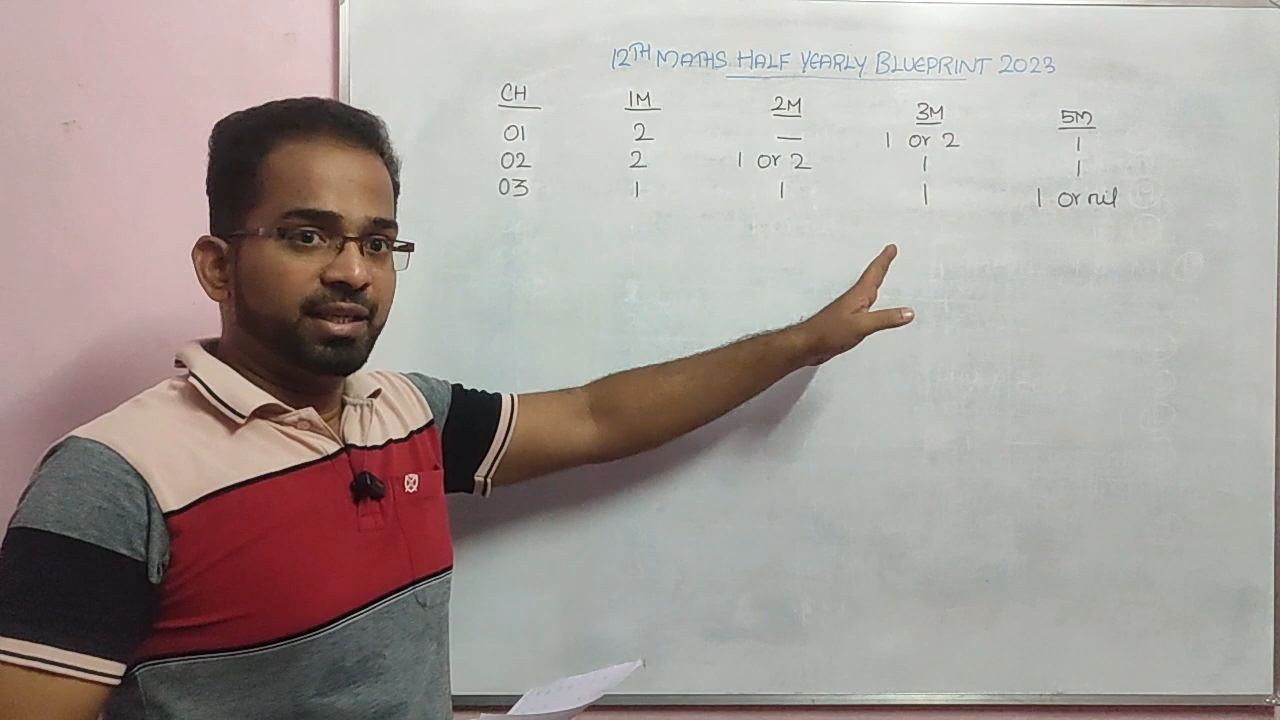 12TH MATHS HALF YEARLY BLUEPRINT 2023
CH 1M 2M 3M 5M
01 2 — 1 or 2 1
02 2 1 or 2 1 1
03 1 1 1 1 or nil